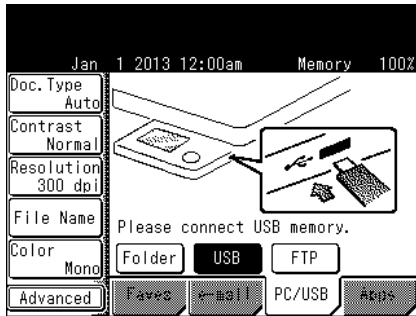 Jan 1 2013 12:00am Memory 100%
Doc.Type
Auto
Contrast
Normal
Resolution
300 dpi
File Name
Color
Mono
Advanced
Please connect USB memory.
Folder USB FTP
Faves e-mail PC/USB Apps